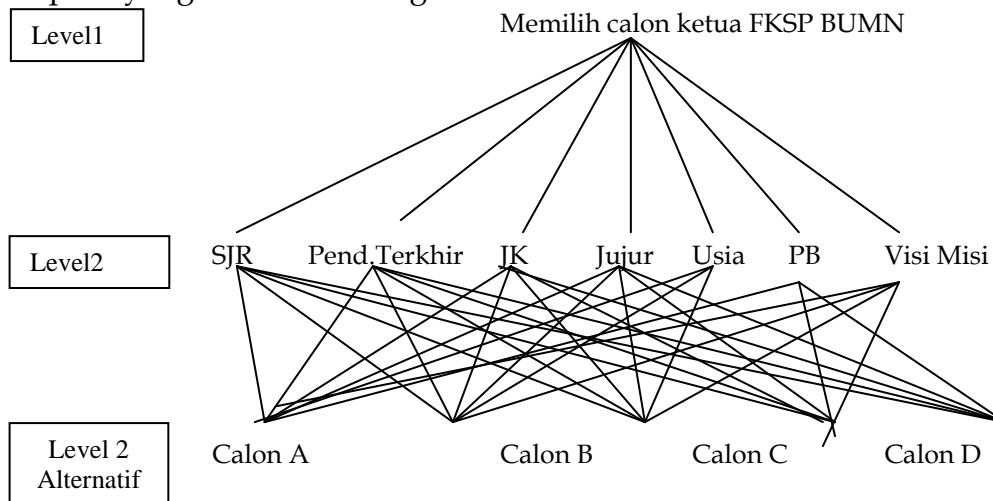 Level1
Memilih calon ketua FKSP BUMN
Level2
SJR Pend.Terkhir JK Jujur Usia PB Visi Misi
Level 2
Alternatif
Calon A Calon B Calon C Calon D